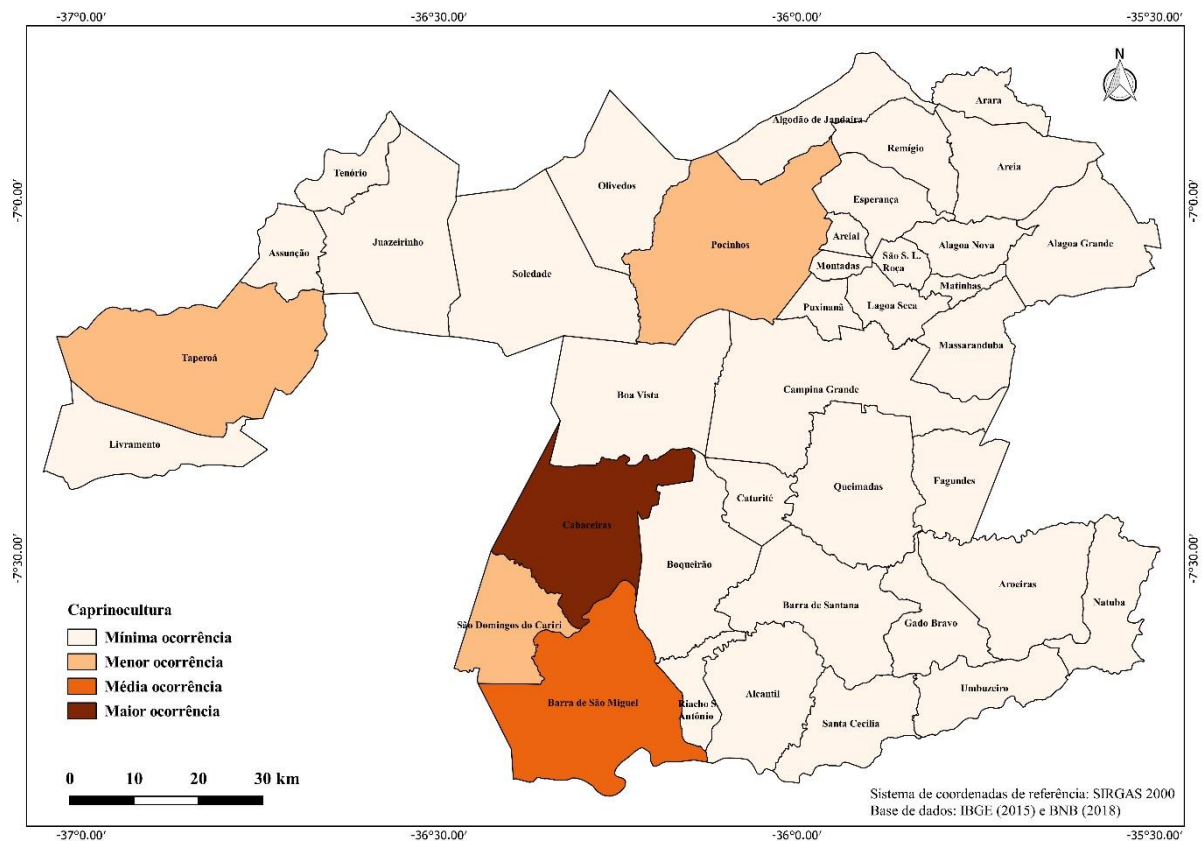 -37°0.00'
-36°30.00'
-36°0.00'
-35°30.00'
N
Arara
Algodão de Jandaíra
Remígio
Areia
Tenório
Olivedos
Esperança
-7°0.00'
-7°0.00'
Juazeirinho
Pocinhos
Areial
Alagoa Nova
Alagoa Grande
Assunção
São S. L.
Roça
Soledade
Montadas
Matinhas
Puxinanã
Lagoa Seca
Massaranduba
Taperoá
Boa Vista
Campina Grande
Livramento
Queimadas
Fagundes
Caturité
Cabaceiras
-7°30.00'
-7°30.00'
Boqueirão
Aroeiras
Natuba
Barra de Santana
Gado Bravo
São Domingos do Cariri
Caprinocultura
Mínima ocorrência
Menor ocorrência
Média ocorrência
Maior ocorrência
Umbuzeiro
Alcantil
Barra de São Miguel
Riacho S
Antônio
Santa Cecília
0 10 20 30 km
Sistema de coordenadas de referência: SIRGAS 2000
Base de dados: IBGE (2015) e BNB (2018)
-37°0.00'
-36°30.00'
-36°0.00'
-35°30.00'